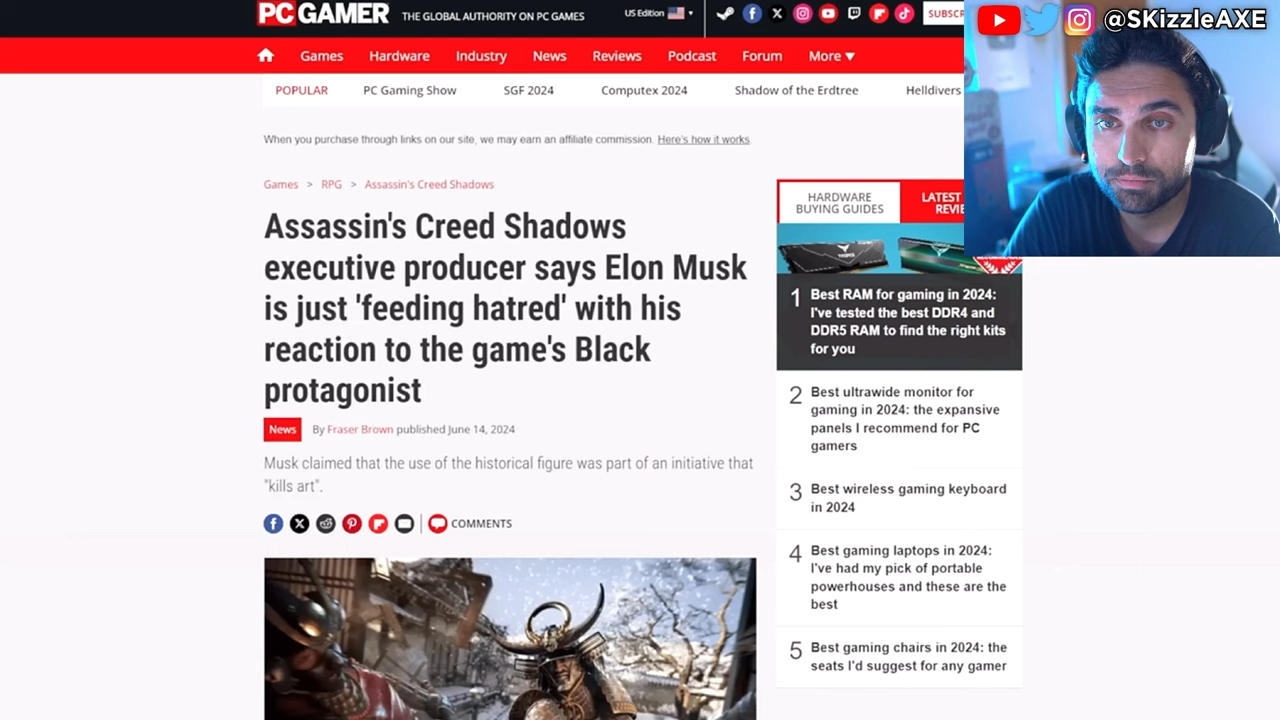 PC GAMER THE GLOBAL AUTHORITY ON PC GAMES
US Edition
SUBSC
@SKizzleAXE
Games Hardware Industry News Reviews Podcast Forum More
POPULAR PC Gaming Show SGF 2024 Computex 2024 Shadow of the Erdtree Helldivers
When you purchase through links on our site, we may earn an affiliate commission. Here's how it works.
Games > RPG > Assassin's Creed Shadows
Assassin's Creed Shadows
executive producer says Elon Musk
is just 'feeding hatred' with his
reaction to the game's Black
protagonist
News By Fraser Brown published June 14, 2024
Musk claimed that the use of the historical figure was part of an initiative that
"kills art".
COMMENTS
HARDWARE
BUYING GUIDES
LATEST
REVIE
1 Best RAM for gaming in 2024:
I've tested the best DDR4 and
DDR5 RAM to find the right kits
for you
2 Best ultrawide monitor for
gaming in 2024: the expansive
panels I recommend for PC
gamers
3 Best wireless gaming keyboard
in 2024
4 Best gaming laptops in 2024:
I've had my pick of portable
powerhouses and these are the
best
5 Best gaming chairs in 2024: the
seats I'd suggest for any gamer